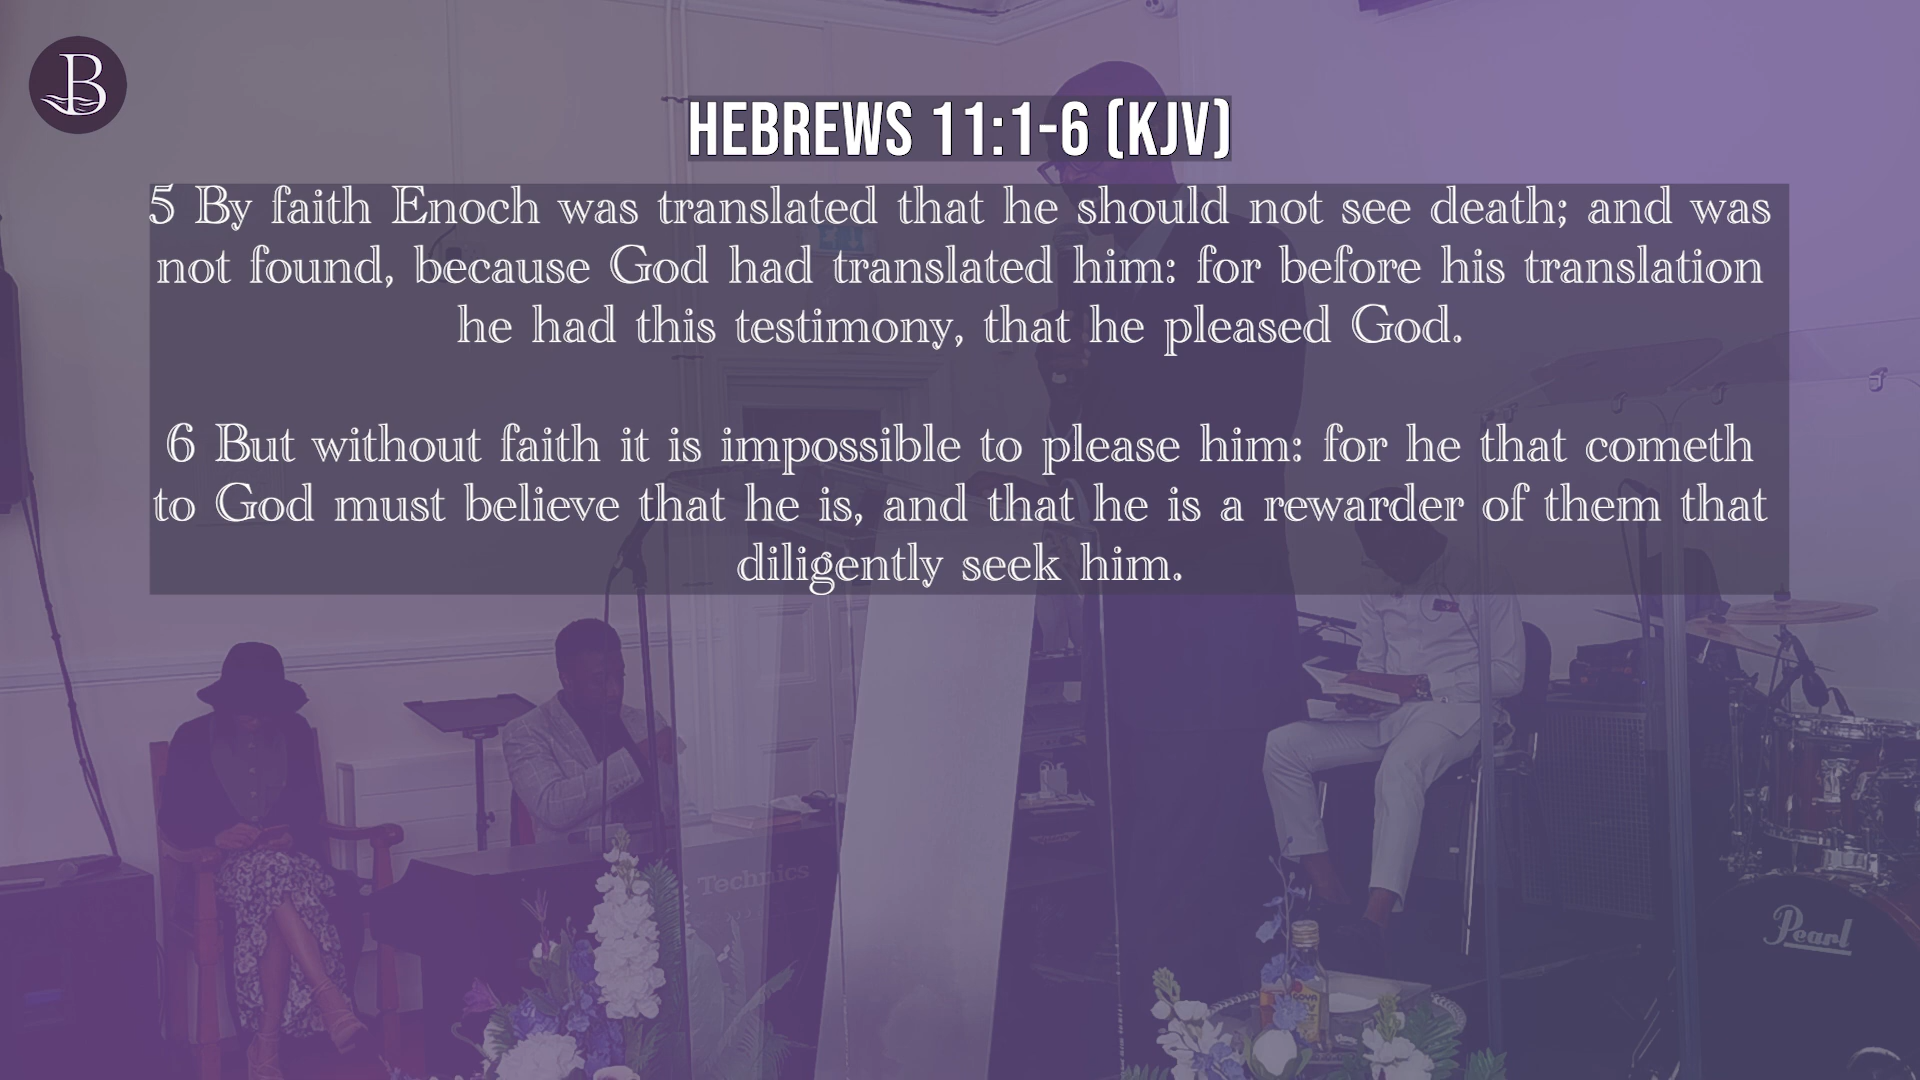 B
HEBREWS 11:1-6 (KJV)
5 By faith Enoch was translated that he should not see death; and was
not found, because God had translated him: for before his translation
he had this testimony, that he pleased God.
6 But without faith it is impossible to please him: for he that cometh
to God must believe that he is, and that he is a rewarder of them that
diligently seek him.
Technics
Pearl
GOYA